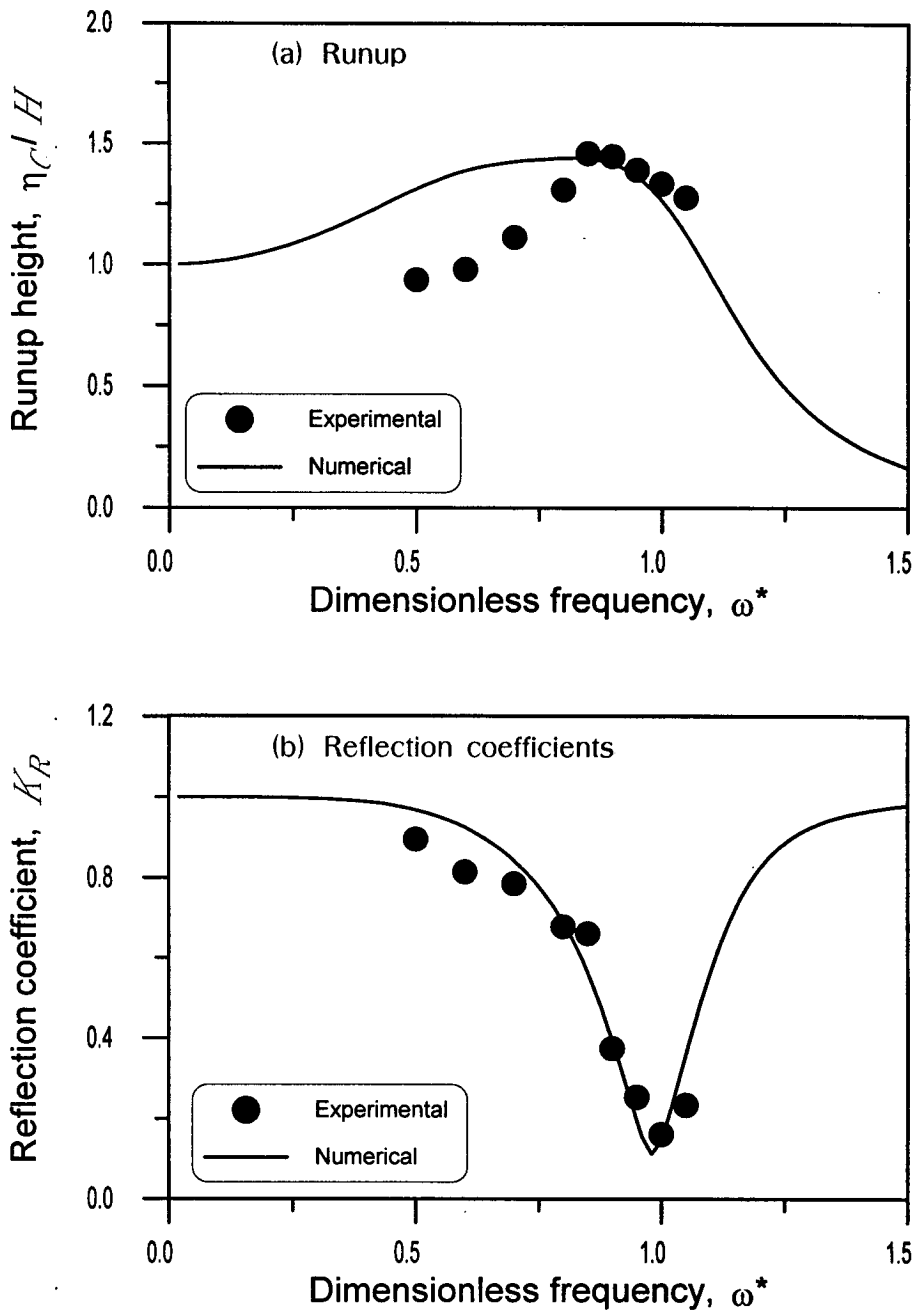 2.0
(a) Runup
1.5
1.0
0.5
0.0
Runup height, η_C / H
Experimental
Numerical
0.0 0.5 1.0 1.5
Dimensionless frequency, ω*
1.2
(b) Reflection coefficients
0.8
0.4
0.0
Reflection coefficient, K_R
Experimental
Numerical
0.0 0.5 1.0 1.5
Dimensionless frequency, ω*